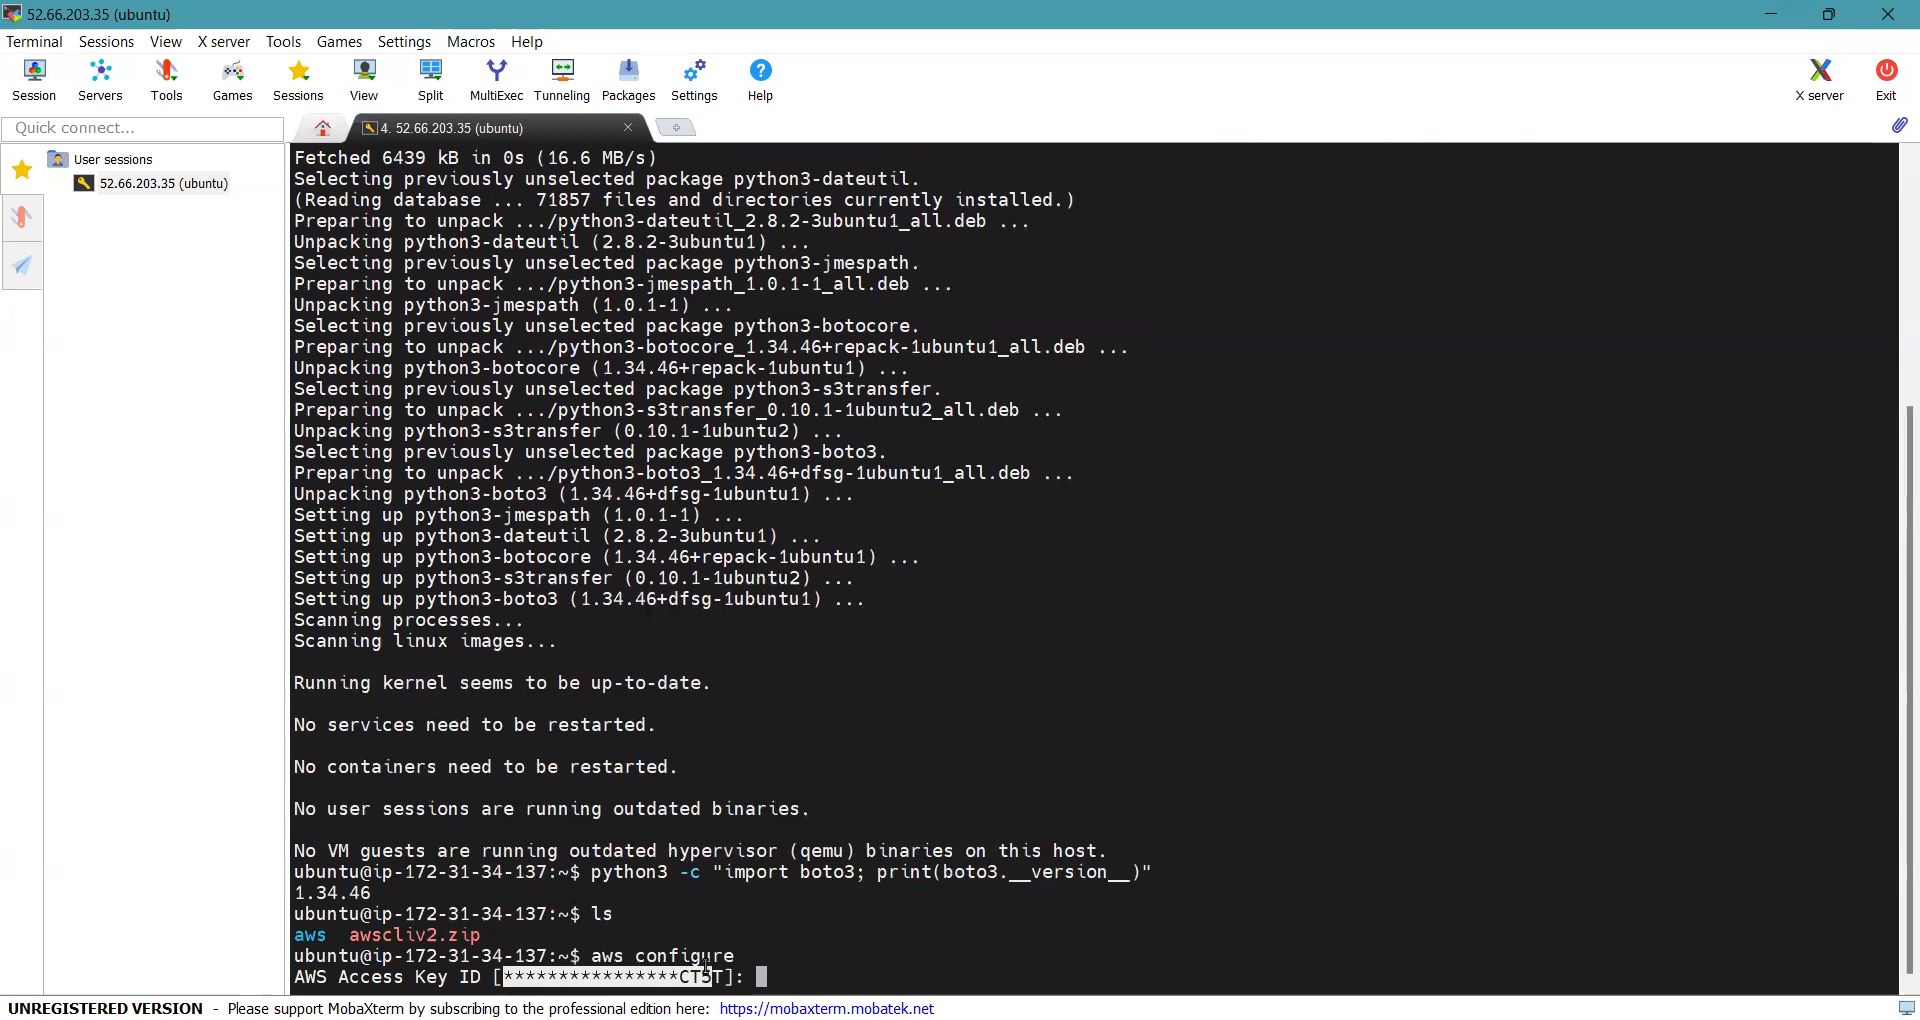 52.66.203.35 (ubuntu)
Terminal Sessions View X server Tools Games Settings Macros Help
Session Servers Tools Games Sessions View Split MultiExec Tunneling Packages Settings Help X server Exit
Quick connect...
4. 52.66.203.35 (ubuntu)
User sessions
52.66.203.35 (ubuntu)
Fetched 6439 kB in 0s (16.6 MB/s)
Selecting previously unselected package python3-dateutil.
(Reading database ... 71857 files and directories currently installed.)
Preparing to unpack .../python3-dateutil_2.8.2-3ubuntu1_all.deb ...
Unpacking python3-dateutil (2.8.2-3ubuntu1) ...
Selecting previously unselected package python3-jmespath.
Preparing to unpack .../python3-jmespath_1.0.1-1_all.deb ...
Unpacking python3-jmespath (1.0.1-1) ...
Selecting previously unselected package python3-botocore.
Preparing to unpack .../python3-botocore_1.34.46+repack-1ubuntu1_all.deb ...
Unpacking python3-botocore (1.34.46+repack-1ubuntu1) ...
Selecting previously unselected package python3-s3transfer.
Preparing to unpack .../python3-s3transfer_0.10.1-1ubuntu2_all.deb ...
Unpacking python3-s3transfer (0.10.1-1ubuntu2) ...
Selecting previously unselected package python3-boto3.
Preparing to unpack .../python3-boto3_1.34.46+dfsg-1ubuntu1_all.deb ...
Unpacking python3-boto3 (1.34.46+dfsg-1ubuntu1) ...
Setting up python3-jmespath (1.0.1-1) ...
Setting up python3-dateutil (2.8.2-3ubuntu1) ...
Setting up python3-botocore (1.34.46+repack-1ubuntu1) ...
Setting up python3-s3transfer (0.10.1-1ubuntu2) ...
Setting up python3-boto3 (1.34.46+dfsg-1ubuntu1) ...
Scanning processes...
Scanning linux images...
Running kernel seems to be up-to-date.
No services need to be restarted.
No containers need to be restarted.
No user sessions are running outdated binaries.
No VM guests are running outdated hypervisor (qemu) binaries on this host.
ubuntu@ip-172-31-34-137:~$ python3 -c "import boto3; print(boto3.__version__)"
1.34.46
ubuntu@ip-172-31-34-137:~$ ls
aws awscliv2.zip
ubuntu@ip-172-31-34-137:~$ aws configure
AWS Access Key ID [****************CT5T]:
UNREGISTERED VERSION - Please support MobaXterm by subscribing to the professional edition here: https://mobaxterm.mobatek.net